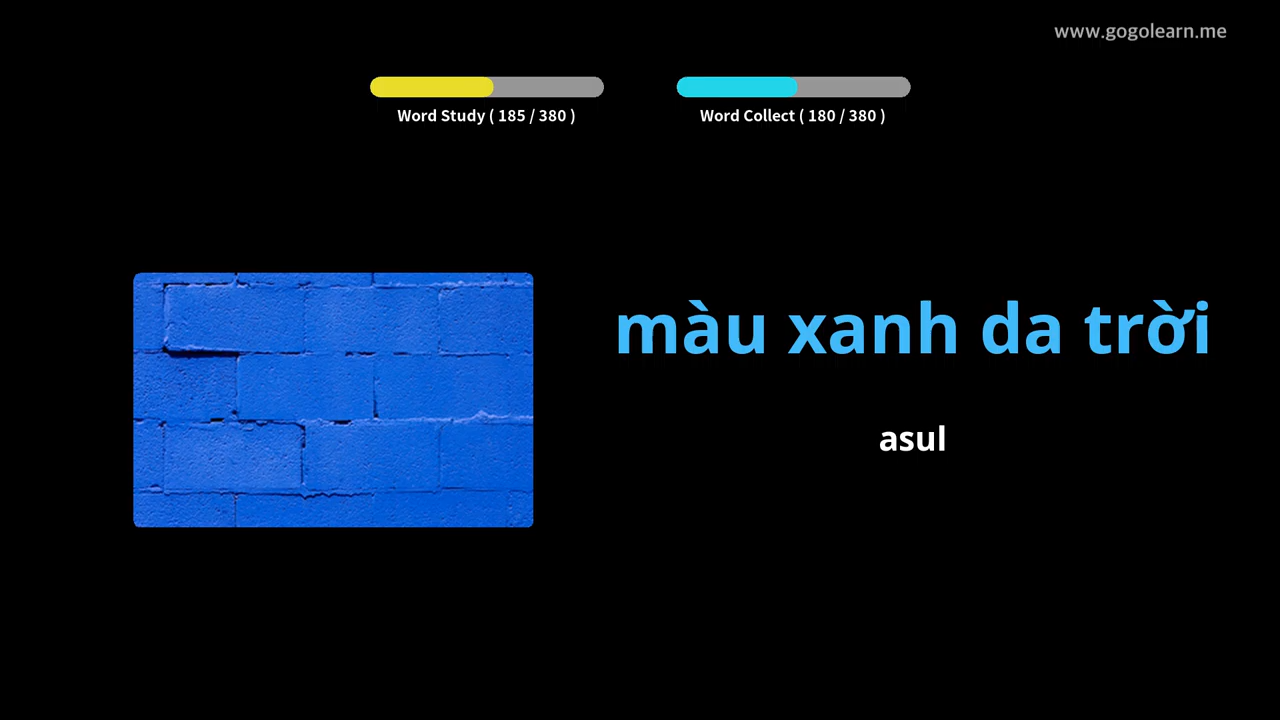 www.gogolearn.me
Word Study ( 185 / 380 )
Word Collect ( 180 / 380 )
màu xanh da trời
asul